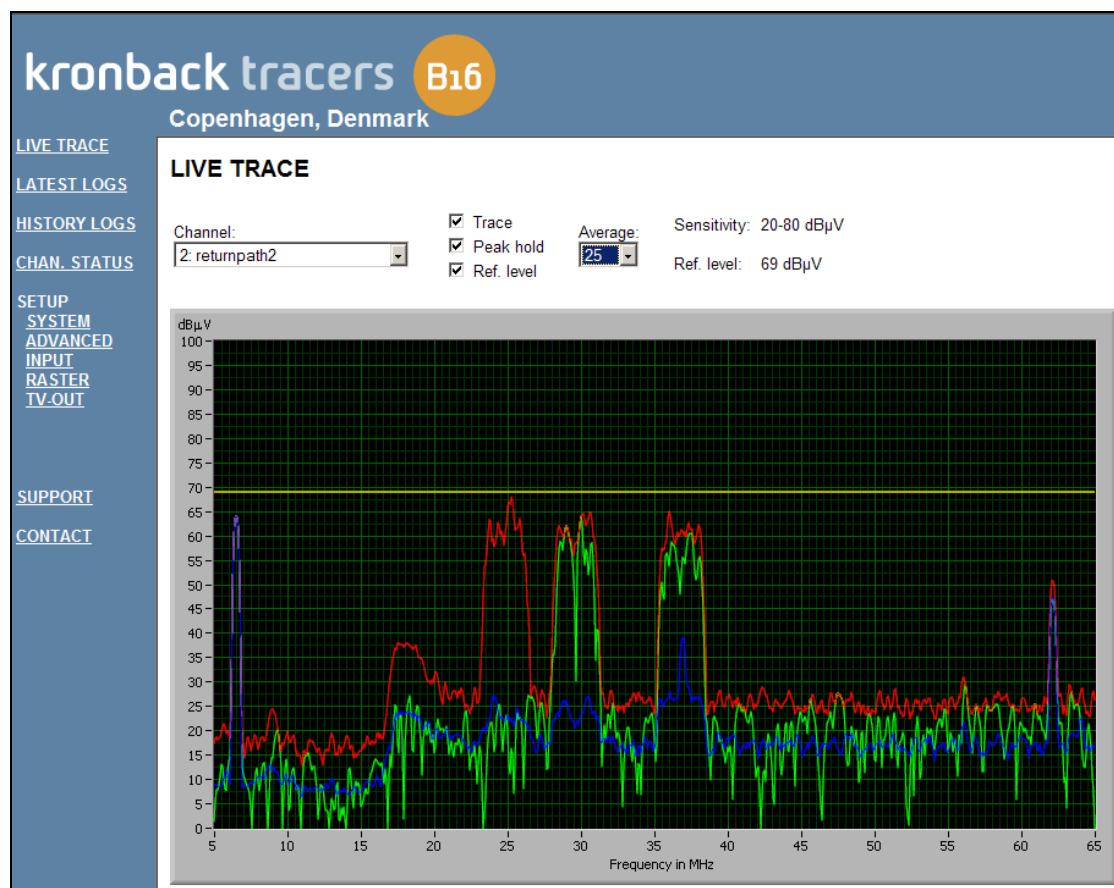 kronback tracers B16
Copenhagen, Denmark
LIVE TRACE
LATEST LOGS
HISTORY LOGS
CHAN. STATUS
SETUP
SYSTEM
ADVANCED
INPUT
RASTER
TV-OUT
SUPPORT
CONTACT
LIVE TRACE
Channel:
2: returnpath2
Trace
Peak hold
Ref. level
Average:
25
Sensitivity: 20-80 dBµV
Ref. level: 69 dBµV
dBµV
100
95
90
85
80
75
70
65
60
55
50
45
40
35
30
25
20
15
10
5
0
5 10 15 20 25 30 35 40 45 50 55 60 65
Frequency in MHz